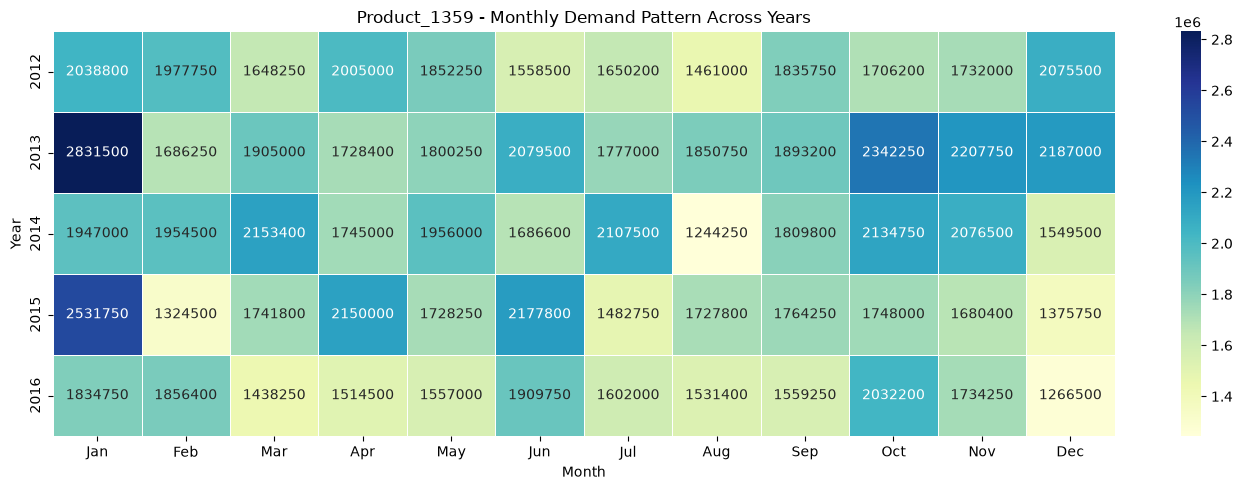 Product_1359 - Monthly Demand Pattern Across Years
1e6
2012 2038800 1977750 1648250 2005000 1852250 1558500 1650200 1461000 1835750 1706200 1732000 2075500
2013 2831500 1686250 1905000 1728400 1800250 2079500 1777000 1850750 1893200 2342250 2207750 2187000
2014 1947000 1954500 2153400 1745000 1956000 1686600 2107500 1244250 1809800 2134750 2076500 1549500
2015 2531750 1324500 1741800 2150000 1728250 2177800 1482750 1727800 1764250 1748000 1680400 1375750
2016 1834750 1856400 1438250 1514500 1557000 1909750 1602000 1531400 1559250 2032200 1734250 1266500
Jan Feb Mar Apr May Jun Jul Aug Sep Oct Nov Dec
Month
Year
2.8
2.6
2.4
2.2
2.0
1.8
1.6
1.4